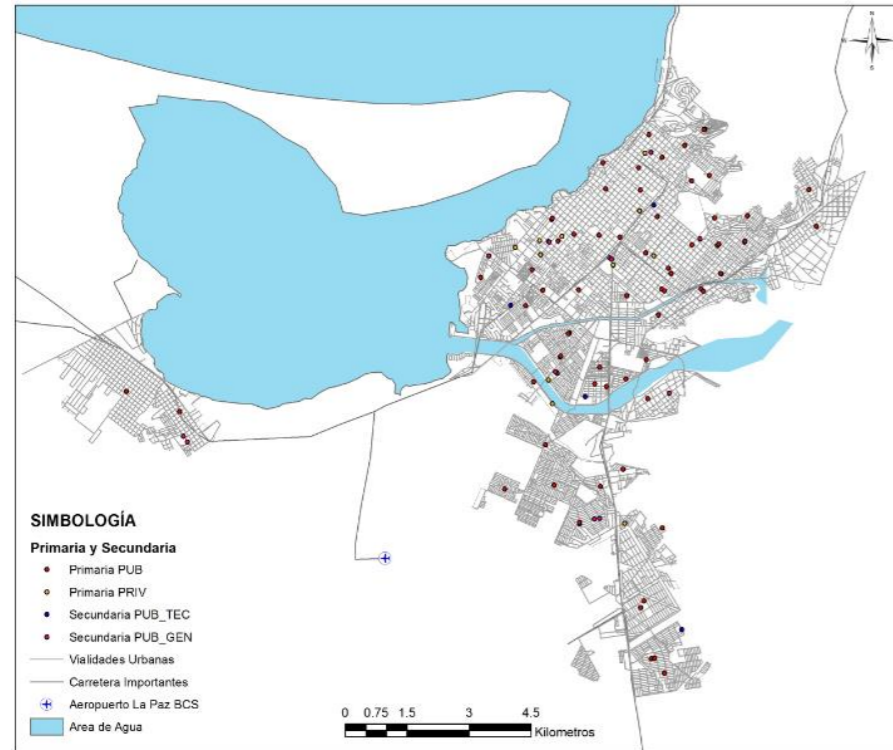 N
S
SIMBOLOGÍA
Primaria y Secundaria
Primaria PUB
Primaria PRIV
Secundaria PUB_TEC
Secundaria PUB_GEN
Vialidades Urbanas
Carretera Importantes
Aeropuerto La Paz BCS
Area de Agua
0 0.75 1.5 3 4.5
Kilometros